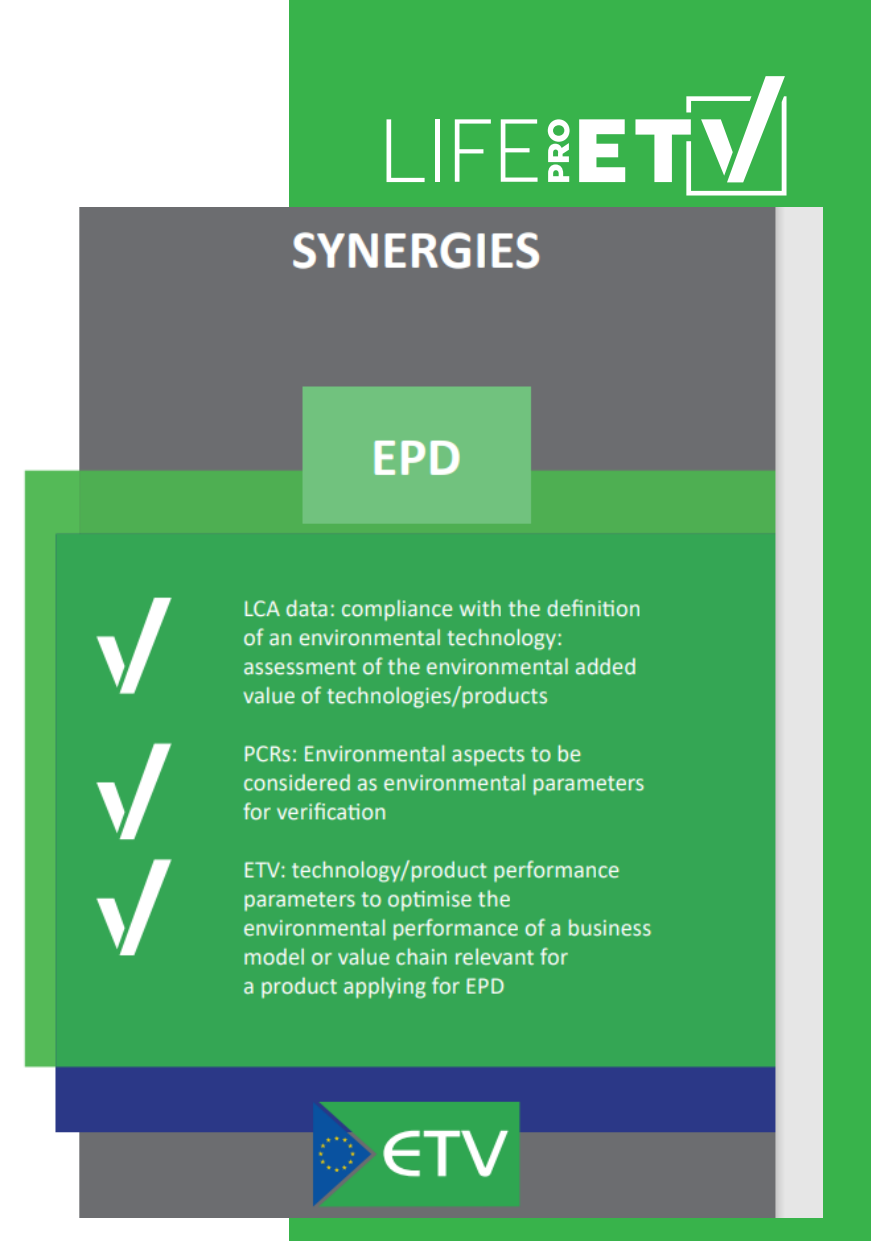 LIFE PRO ETV
SYNERGIES
EPD
LCA data: compliance with the definition
of an environmental technology:
assessment of the environmental added
value of technologies/products
PCRs: Environmental aspects to be
considered as environmental parameters
for verification
ETV: technology/product performance
parameters to optimise the
environmental performance of a business
model or value chain relevant for
a product applying for EPD
ETV